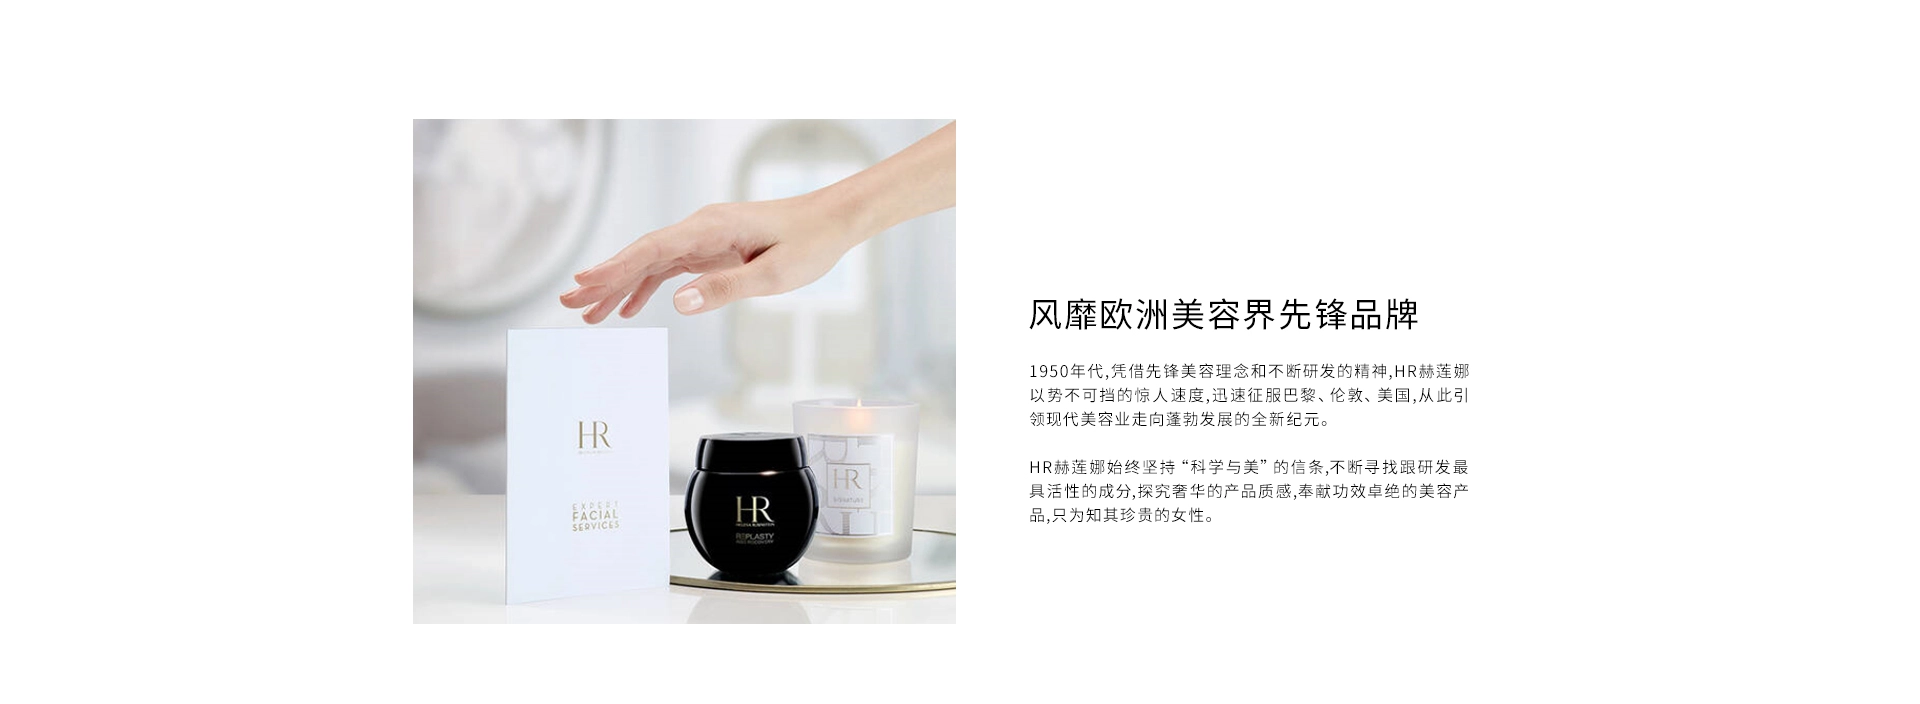 HR
EXPERT
FACIAL
SERVICES
HR
HELENA RUBINSTEIN
REPLASTY
AGE RECOVERY
HR
风靡欧洲美容界先锋品牌
1950年代,凭借先锋美容理念和不断研发的精神,HR赫莲娜
以势不可挡的惊人速度,迅速征服巴黎、伦敦、美国,从此引
领现代美容业走向蓬勃发展的全新纪元。
HR赫莲娜始终坚持“科学与美”的信条,不断寻找跟研发最
具活性的成分,探究奢华的产品质感,奉献功效卓绝的美容产
品,只为知其珍贵的女性。